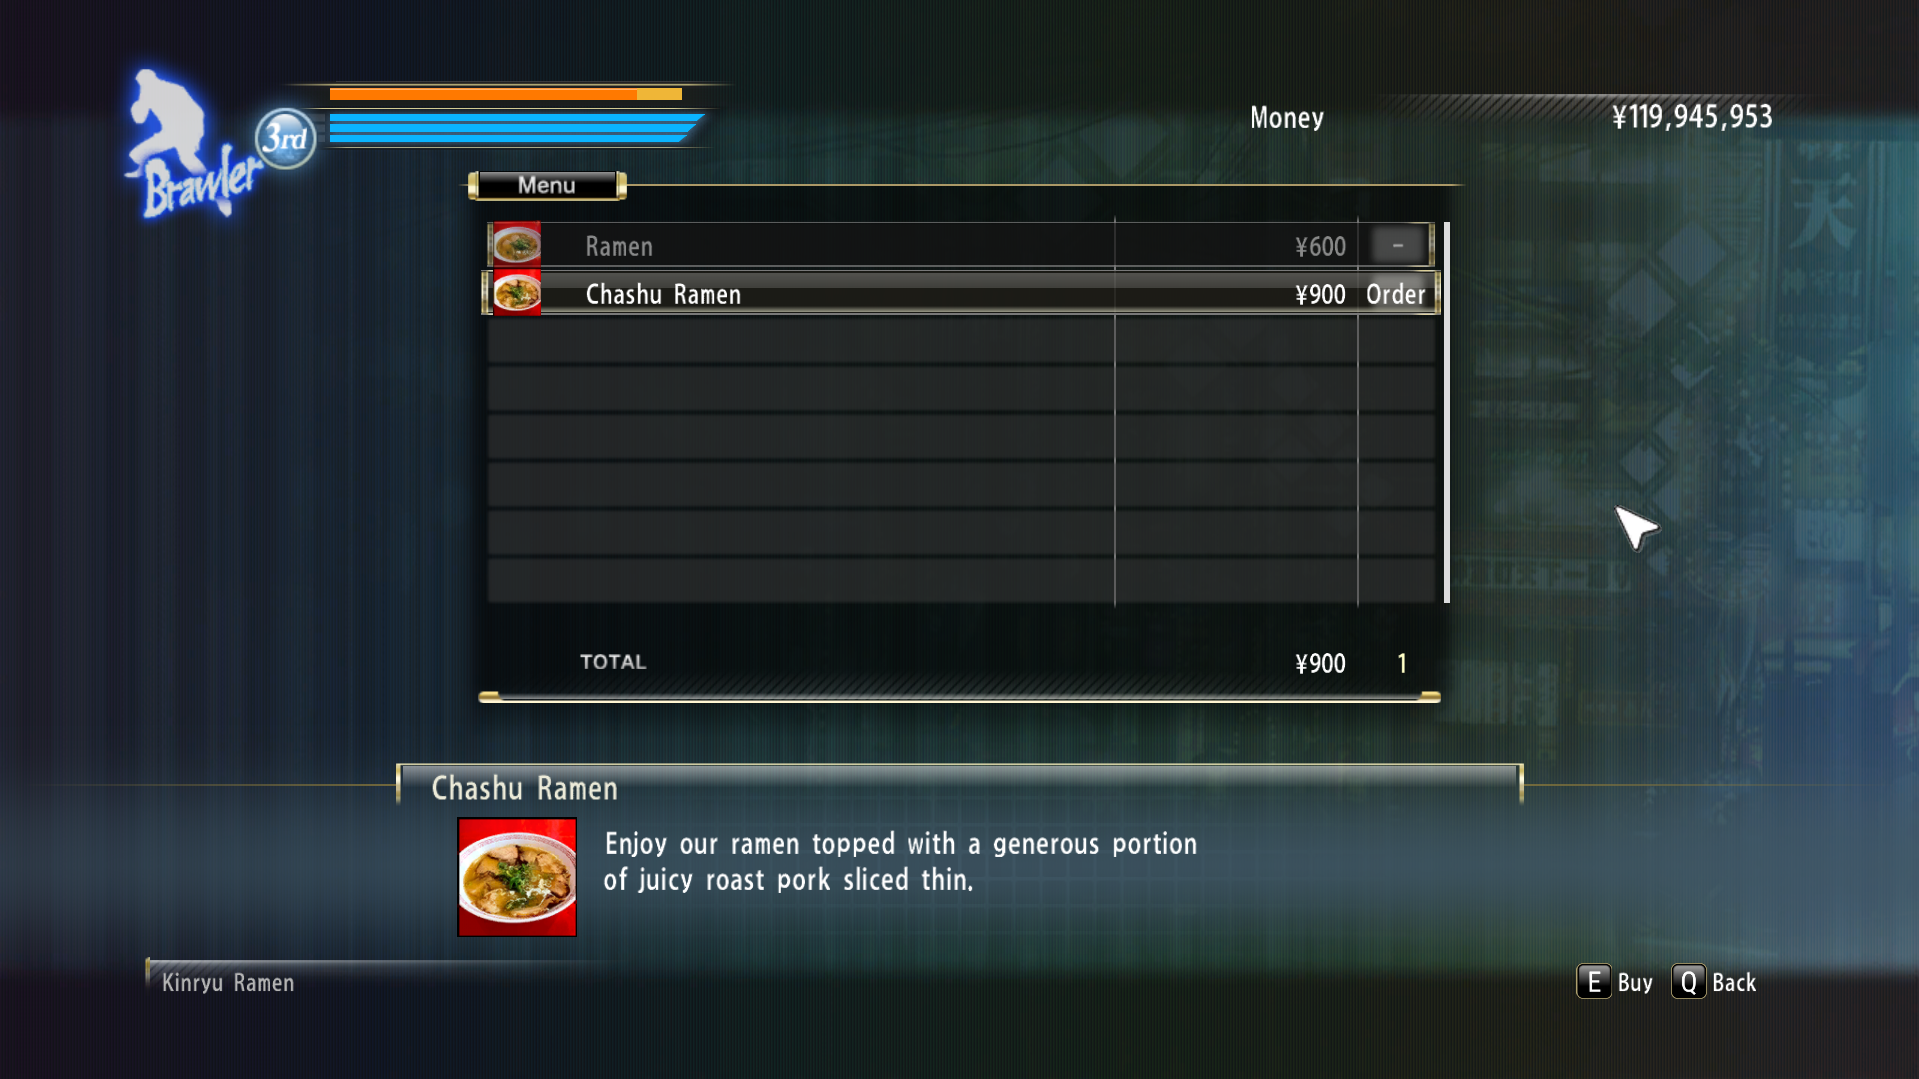 Brawler
3rd
Money ¥119,945,953
Menu
Ramen ¥600 -
Chashu Ramen ¥900 Order
TOTAL ¥900 1
Chashu Ramen
Enjoy our ramen topped with a generous portion
of juicy roast pork sliced thin.
Kinryu Ramen
E Buy Q Back
天